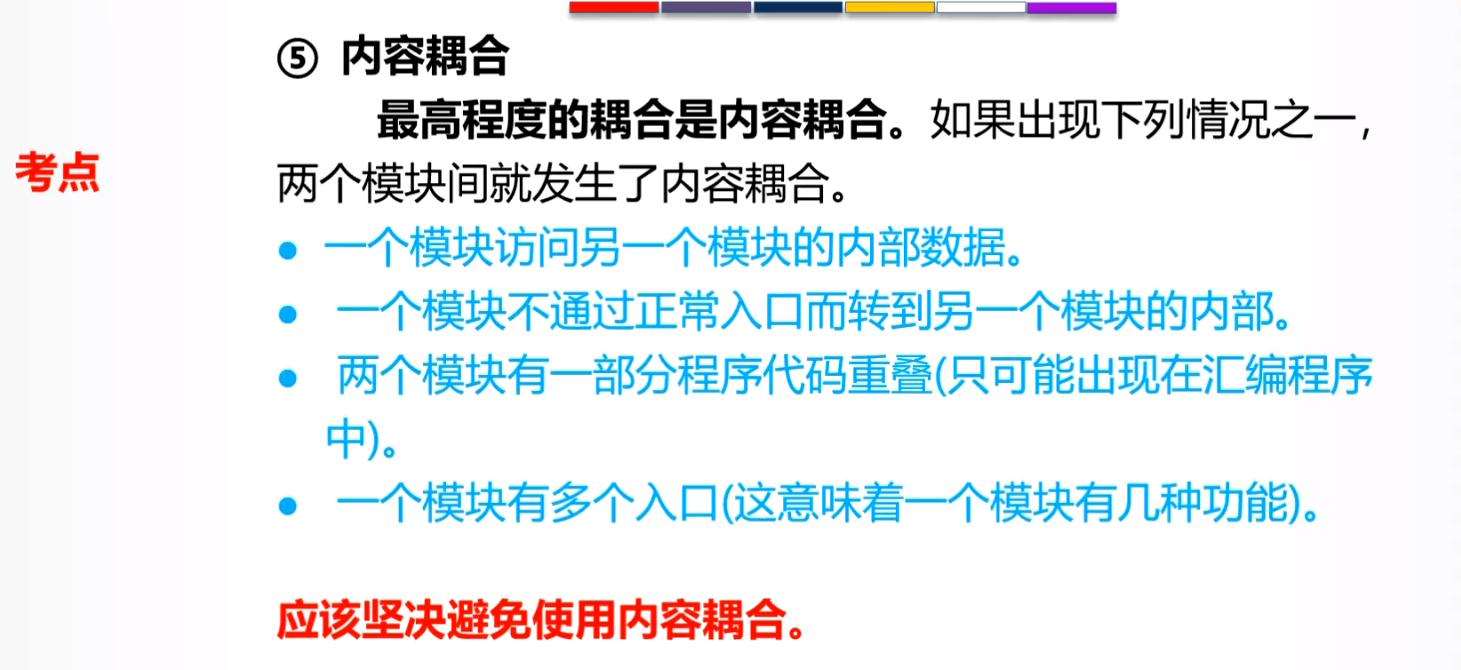 ⑤ 内容耦合
最高程度的耦合是内容耦合。如果出现下列情况之一，
考点
两个模块间就发生了内容耦合。
● 一个模块访问另一个模块的内部数据。
● 一个模块不通过正常入口而转到另一个模块的内部。
● 两个模块有一部分程序代码重叠(只可能出现在汇编程序
中)。
● 一个模块有多个入口(这意味着一个模块有几种功能)。
应该坚决避免使用内容耦合。